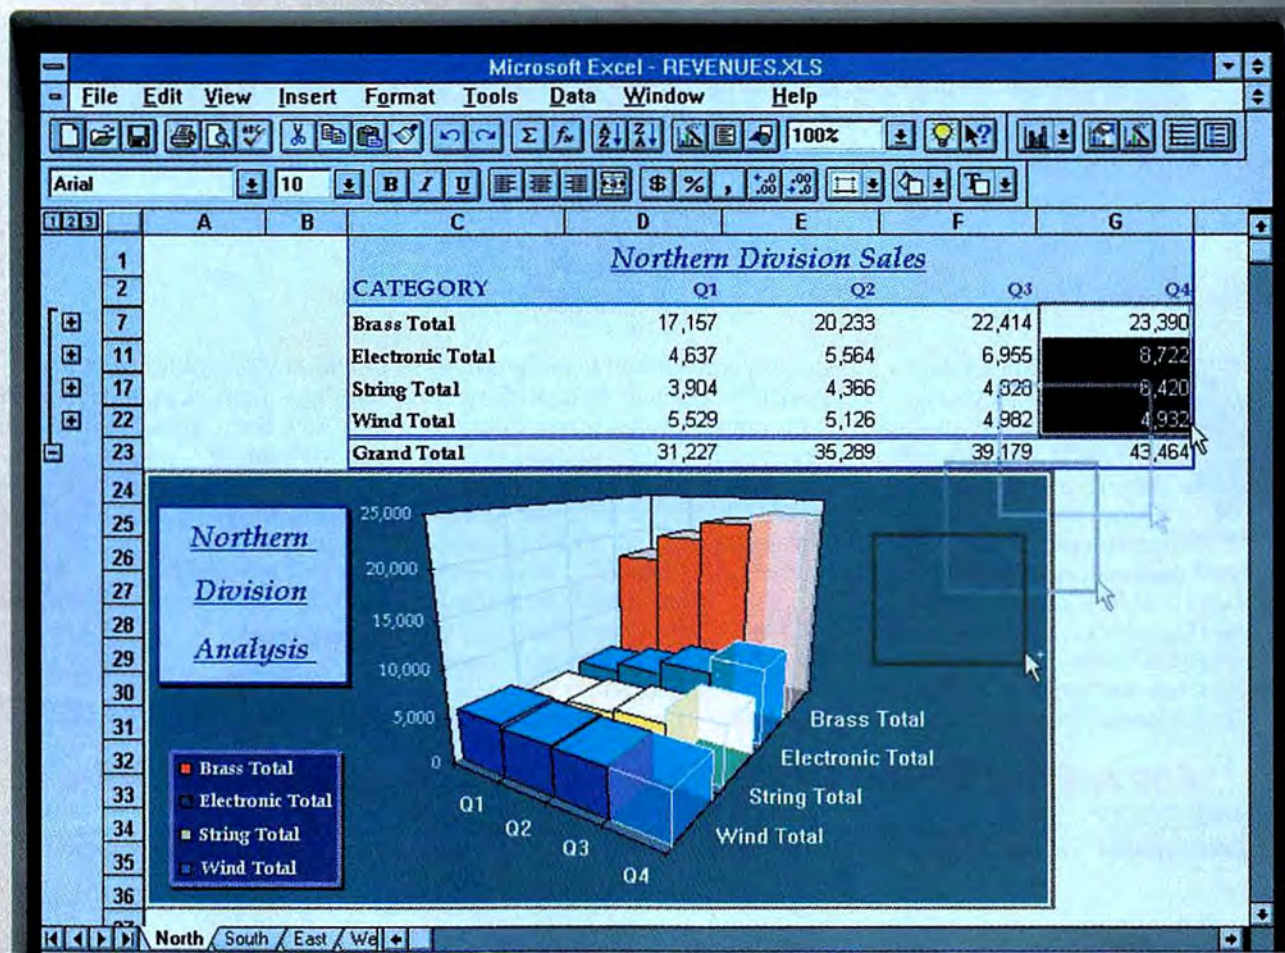 Microsoft Excel - REVENUES.XLS
File Edit View Insert Format Tools Data Window Help
100%
Arial 10 B I U $ % ,
1 2 3 A B C D E F G
1 Northern Division Sales
2 CATEGORY Q1 Q2 Q3 Q4
7 Brass Total 17,157 20,233 22,414 23,390
11 Electronic Total 4,637 5,564 6,955 8,722
17 String Total 3,904 4,366 4,828 6,420
22 Wind Total 5,529 5,126 4,982 4,932
23 Grand Total 31,227 35,289 39,179 43,464
24
25
26
27
28
29
30
31
32
33
34
35
36
Northern
Division
Analysis
25,000
20,000
15,000
10,000
5,000
0
Brass Total
Electronic Total
String Total
Wind Total
Q1
Q2
Q3
Q4
Brass Total
Electronic Total
String Total
Wind Total
North South East We